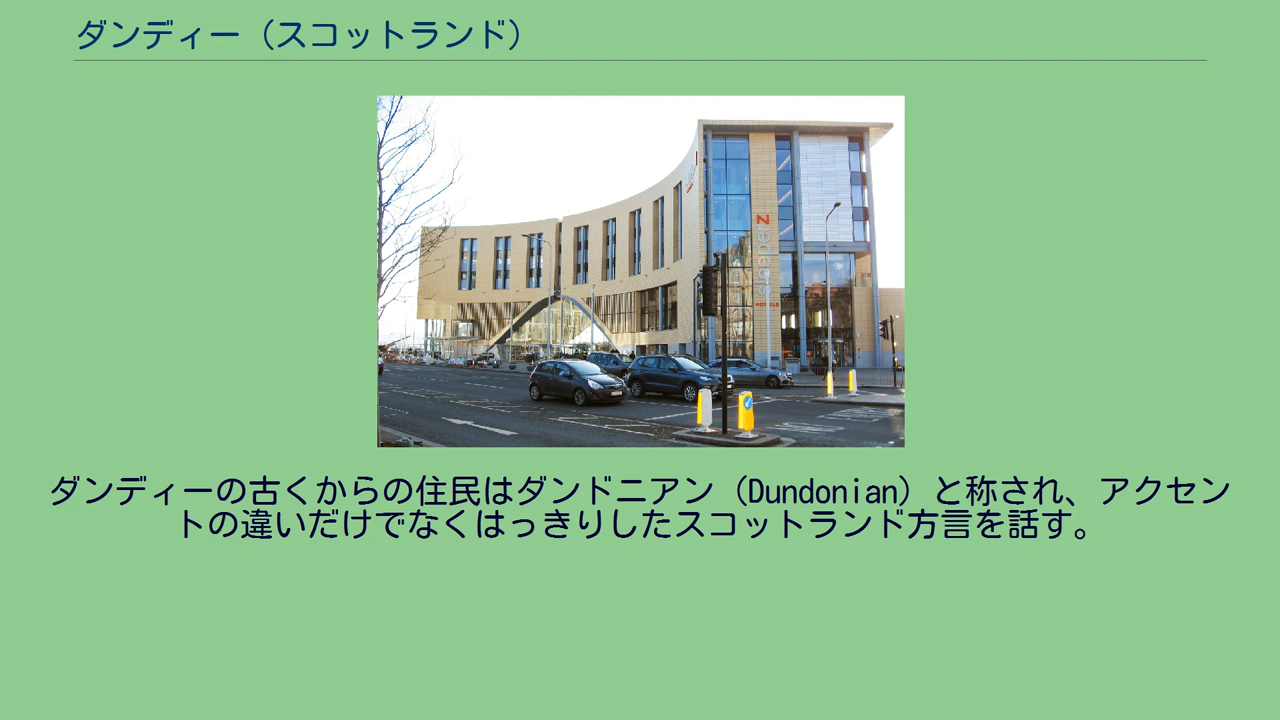 ダンディー（スコットランド）
ダンディーの古くからの住民はダンドニアン（Dundonian）と称され、アクセン
トの違いだけでなくはっきりしたスコットランド方言を話す。